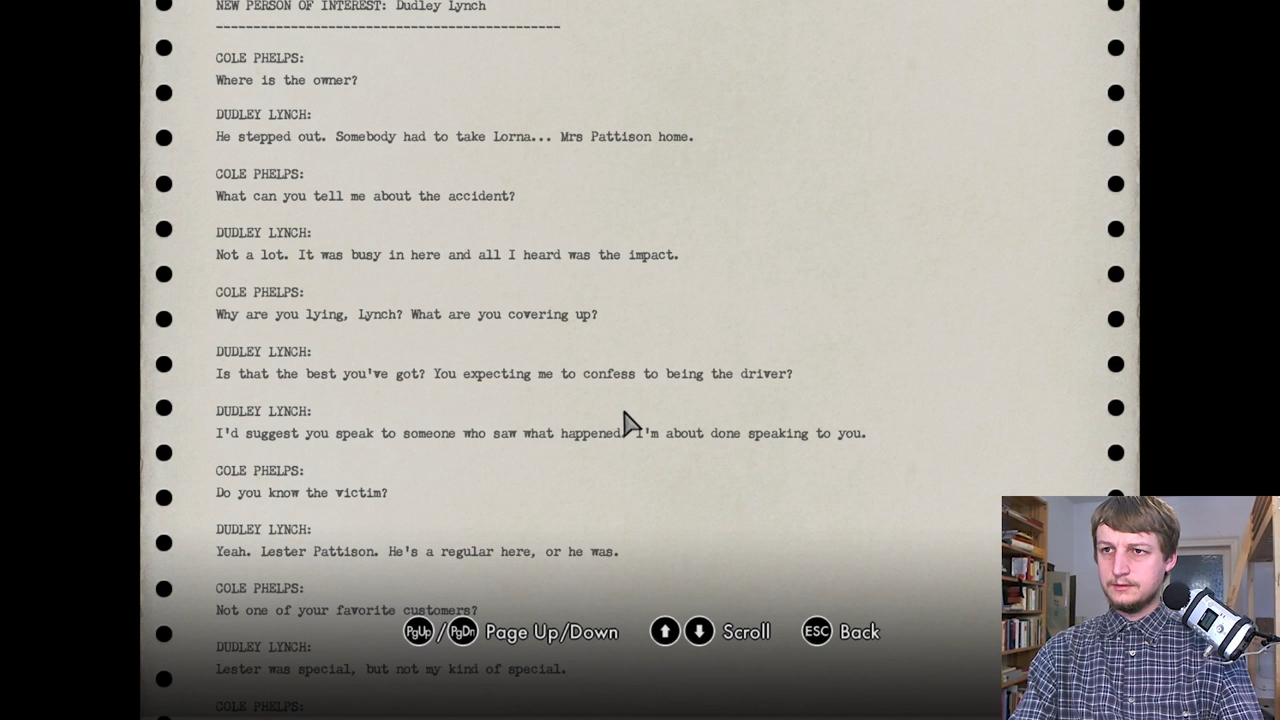 NEW PERSON OF INTEREST: Dudley Lynch
----------------------------------------------
COLE PHELPS:
Where is the owner?
DUDLEY LYNCH:
He stepped out. Somebody had to take Lorna... Mrs Pattison home.
COLE PHELPS:
What can you tell me about the accident?
DUDLEY LYNCH:
Not a lot. It was busy in here and all I heard was the impact.
COLE PHELPS:
Why are you lying, Lynch? What are you covering up?
DUDLEY LYNCH:
Is that the best you've got? You expecting me to confess to being the driver?
DUDLEY LYNCH:
I'd suggest you speak to someone who saw what happened. I'm about done speaking to you.
COLE PHELPS:
Do you know the victim?
DUDLEY LYNCH:
Yeah. Lester Pattison. He's a regular here, or he was.
COLE PHELPS:
Not one of your favorite customers?
PgUp/PgDn Page Up/Down Scroll ESC Back
DUDLEY LYNCH:
Lester was special, but not my kind of special.
COLE PHELPS: